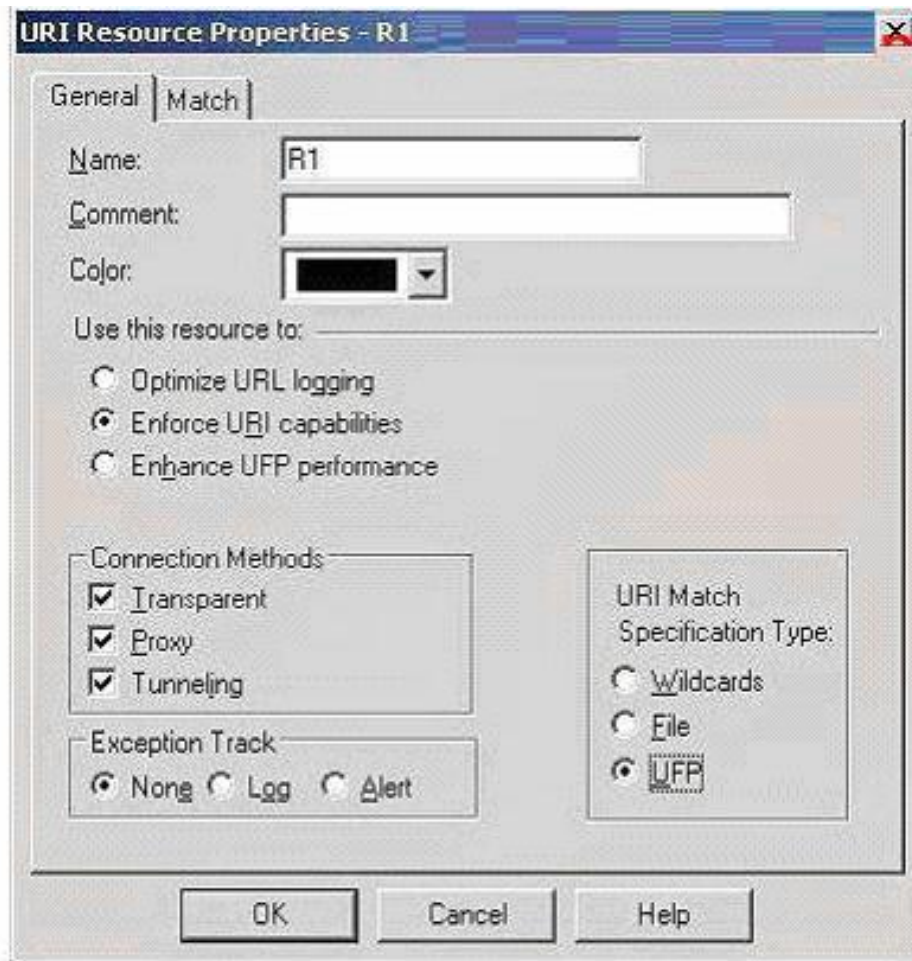 URI Resource Properties - R1
General Match
Name: R1
Comment:
Color:
Use this resource to:
Optimize URL logging
Enforce URI capabilities
Enhance UFP performance
Connection Methods
Transparent
Proxy
Tunneling
Exception Track
None Log Alert
URI Match
Specification Type:
Wildcards
File
UFP
OK Cancel Help